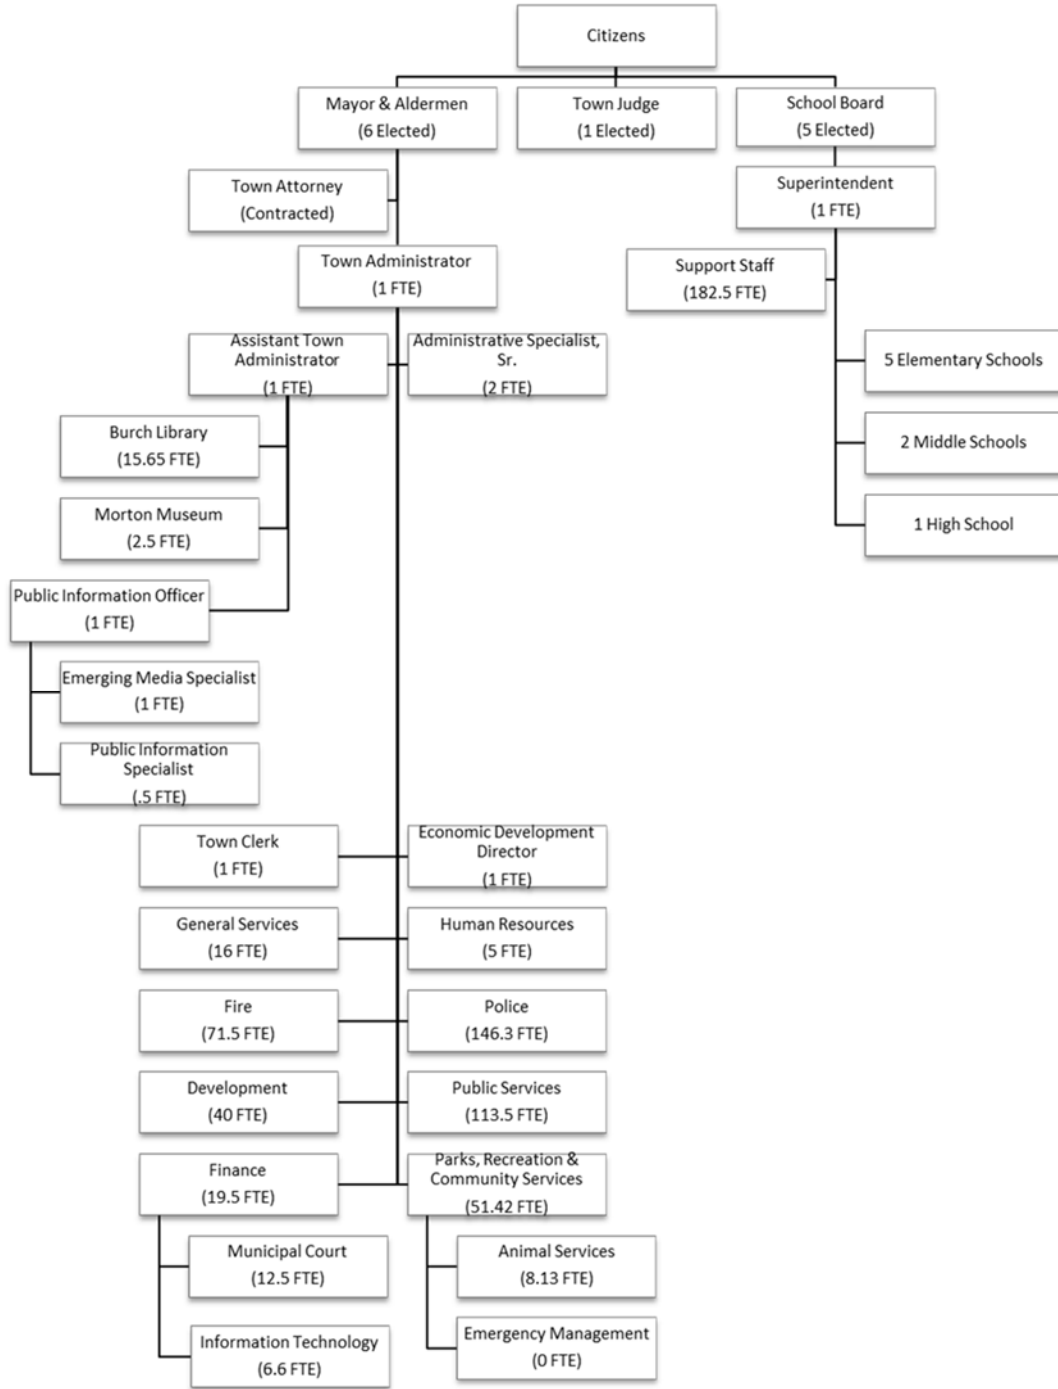 Citizens
Mayor & Aldermen
(6 Elected)
Town Judge
(1 Elected)
School Board
(5 Elected)
Town Attorney
(Contracted)
Superintendent
(1 FTE)
Town Administrator
(1 FTE)
Support Staff
(182.5 FTE)
Assistant Town
Administrator
(1 FTE)
Administrative Specialist,
Sr.
(2 FTE)
5 Elementary Schools
Burch Library
(15.65 FTE)
2 Middle Schools
Morton Museum
(2.5 FTE)
1 High School
Public Information Officer
(1 FTE)
Emerging Media Specialist
(1 FTE)
Public Information
Specialist
(.5 FTE)
Town Clerk
(1 FTE)
Economic Development
Director
(1 FTE)
General Services
(16 FTE)
Human Resources
(5 FTE)
Fire
(71.5 FTE)
Police
(146.3 FTE)
Development
(40 FTE)
Public Services
(113.5 FTE)
Finance
(19.5 FTE)
Parks, Recreation &
Community Services
(51.42 FTE)
Municipal Court
(12.5 FTE)
Animal Services
(8.13 FTE)
Information Technology
(6.6 FTE)
Emergency Management
(0 FTE)